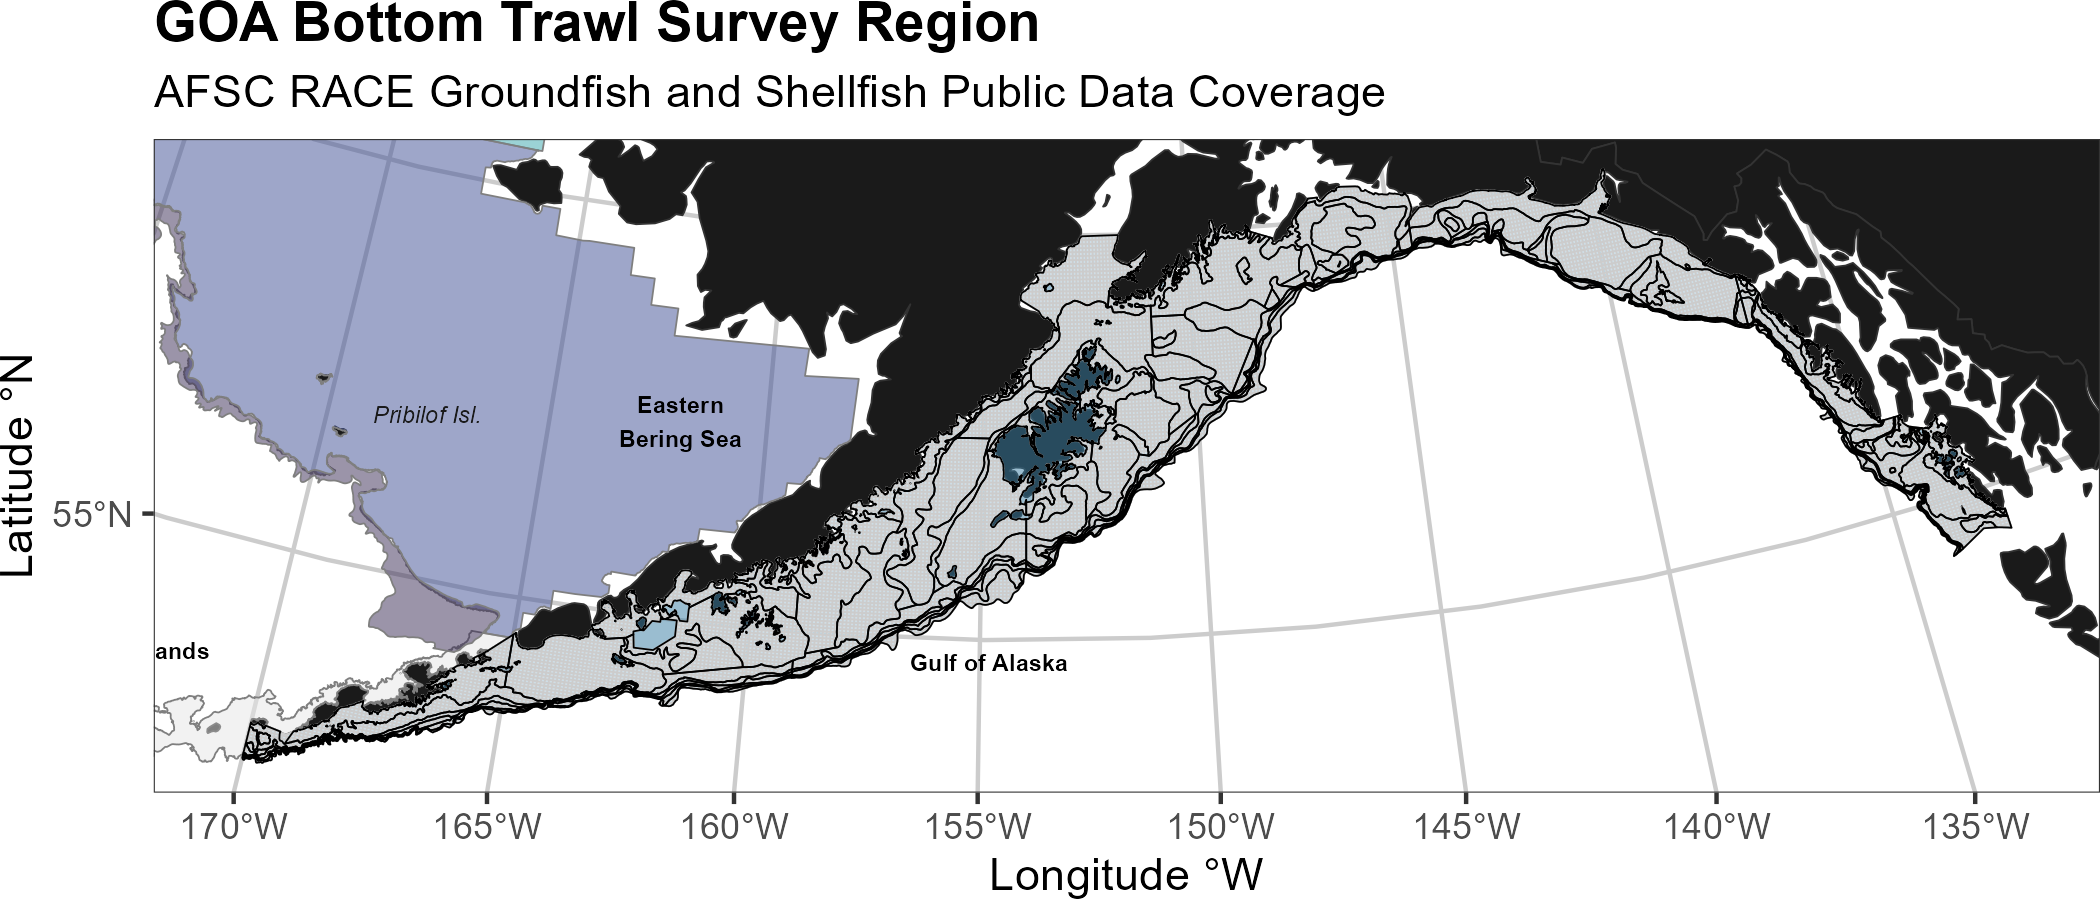 GOA Bottom Trawl Survey Region
AFSC RACE Groundfish and Shellfish Public Data Coverage
Latitude °N
55°N
Pribilof Isl.
Eastern
Bering Sea
ands
Gulf of Alaska
170°W 165°W 160°W 155°W 150°W 145°W 140°W 135°W
Longitude °W